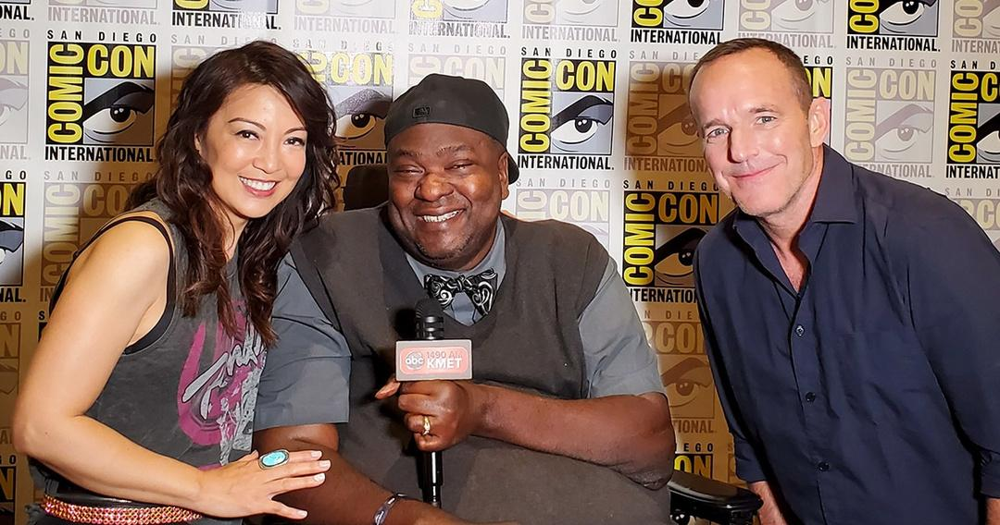 SAN DIEGO
COMIC CON
INTERNATIONAL
abc
1490 AM
KMET